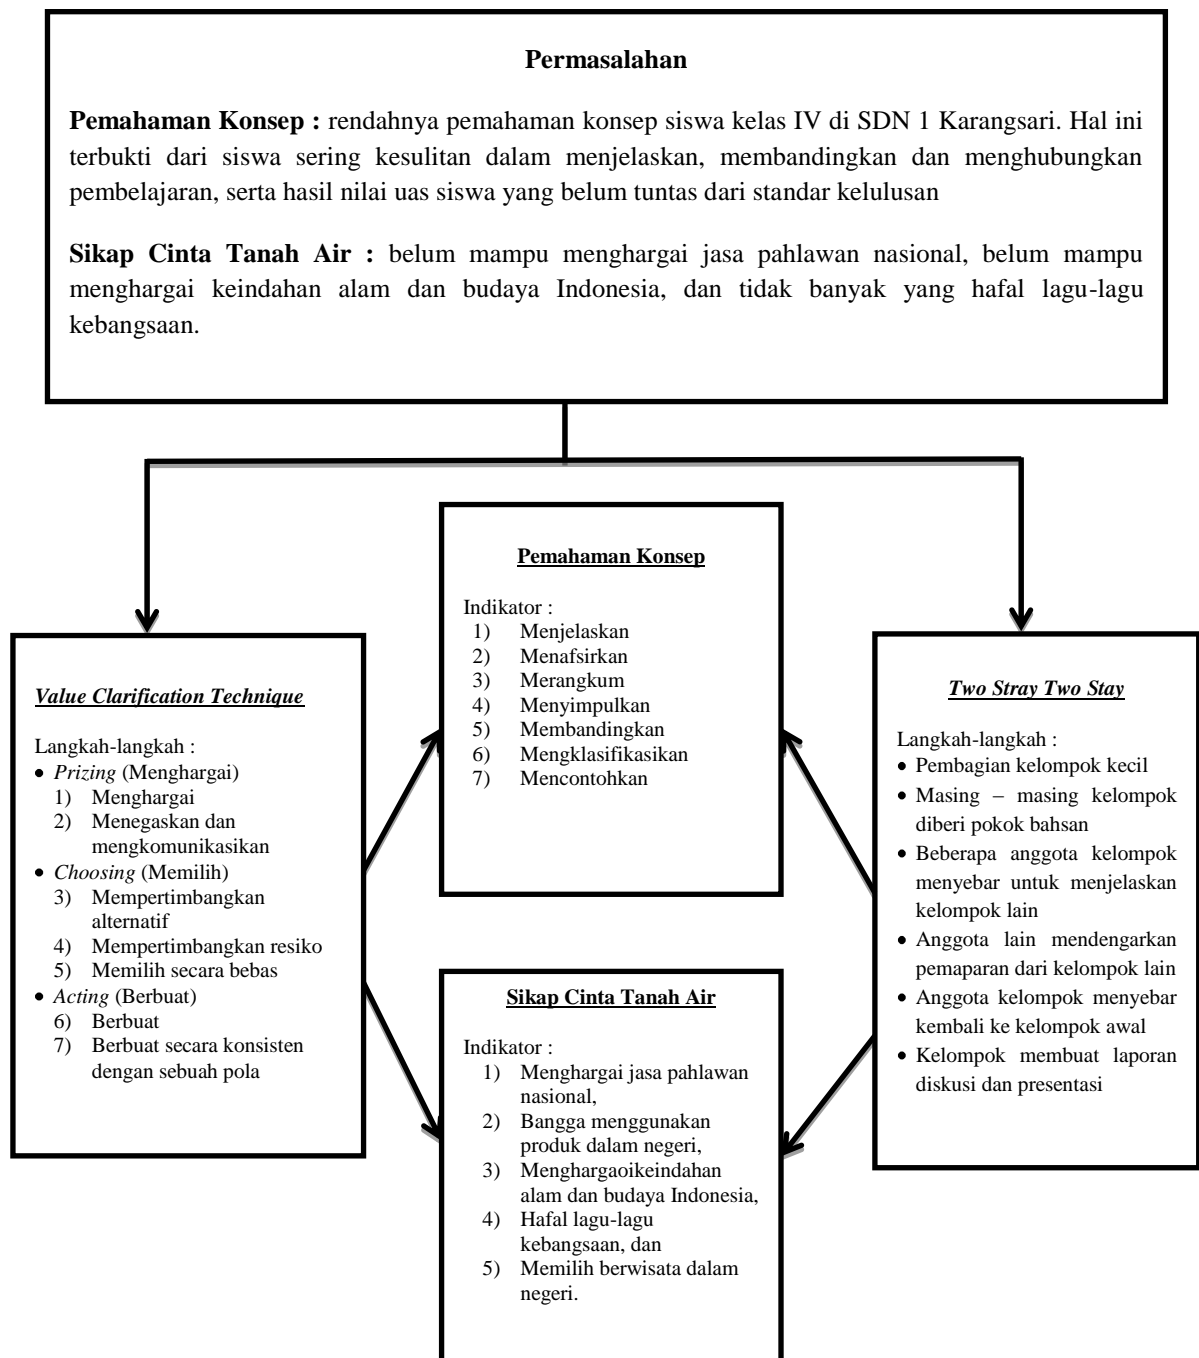 Permasalahan
Pemahaman Konsep : rendahnya pemahaman konsep siswa kelas IV di SDN 1 Karangsari. Hal ini
terbukti dari siswa sering kesulitan dalam menjelaskan, membandingkan dan menghubungkan
pembelajaran, serta hasil nilai uas siswa yang belum tuntas dari standar kelulusan
Sikap Cinta Tanah Air : belum mampu menghargai jasa pahlawan nasional, belum mampu
menghargai keindahan alam dan budaya Indonesia, dan tidak banyak yang hafal lagu-lagu
kebangsaan.
Value Clarification Technique
Langkah-langkah :
• Prizing (Menghargai)
1) Menghargai
2) Menegaskan dan
mengkomunikasikan
• Choosing (Memilih)
3) Mempertimbangkan
alternatif
4) Mempertimbangkan resiko
5) Memilih secara bebas
• Acting (Berbuat)
6) Berbuat
7) Berbuat secara konsisten
dengan sebuah pola
Pemahaman Konsep
Indikator :
1) Menjelaskan
2) Menafsirkan
3) Merangkum
4) Menyimpulkan
5) Membandingkan
6) Mengklasifikasikan
7) Mencontohkan
Sikap Cinta Tanah Air
Indikator :
1) Menghargai jasa pahlawan
nasional,
2) Bangga menggunakan
produk dalam negeri,
3) Menghargaoikeindahan
alam dan budaya Indonesia,
4) Hafal lagu-lagu
kebangsaan, dan
5) Memilih berwisata dalam
negeri.
Two Stray Two Stay
Langkah-langkah :
• Pembagian kelompok kecil
• Masing – masing kelompok
diberi pokok bahsan
• Beberapa anggota kelompok
menyebar untuk menjelaskan
kelompok lain
• Anggota lain mendengarkan
pemaparan dari kelompok lain
• Anggota kelompok menyebar
kembali ke kelompok awal
• Kelompok membuat laporan
diskusi dan presentasi